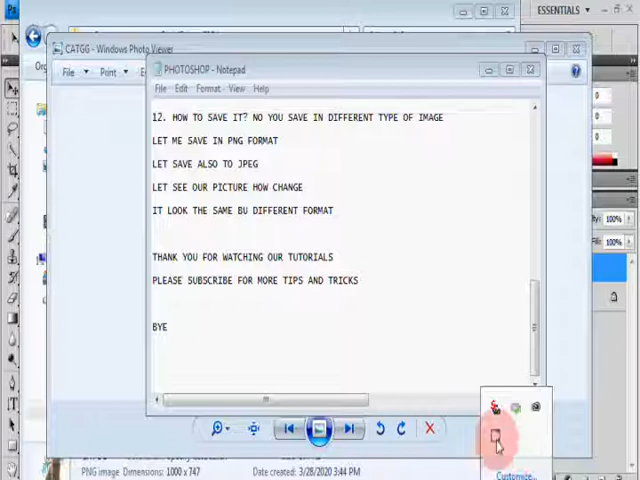 Ps
ESSENTIALS
CATGG - Windows Photo Viewer
File
Print
PHOTOSHOP - Notepad
File Edit Format View Help
12. HOW TO SAVE IT? NO YOU SAVE IN DIFFERENT TYPE OF IMAGE
LET ME SAVE IN PNG FORMAT
LET SAVE ALSO TO JPEG
LET SEE OUR PICTURE HOW CHANGE
IT LOOK THE SAME BU DIFFERENT FORMAT
THANK YOU FOR WATCHING OUR TUTORIALS
PLEASE SUBSCRIBE FOR MORE TIPS AND TRICKS
BYE
100%
100%
Customize...
PNG image Dimensions: 1000 x 747
Date created: 3/28/2020 3:44 PM